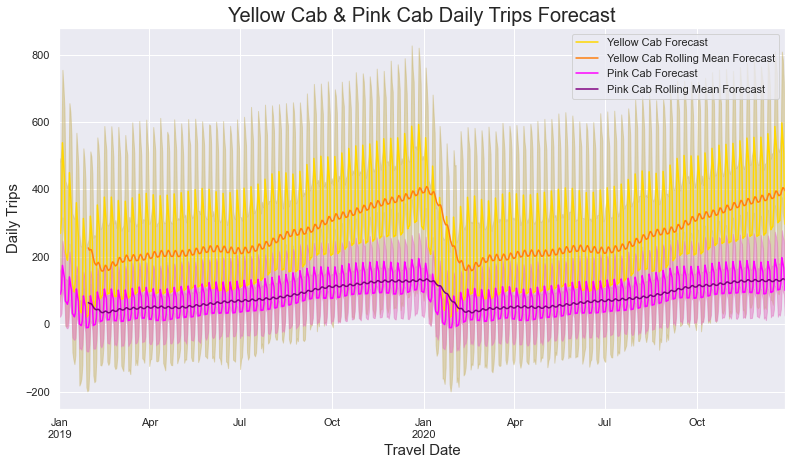 Yellow Cab & Pink Cab Daily Trips Forecast
Yellow Cab Forecast
Yellow Cab Rolling Mean Forecast
Pink Cab Forecast
Pink Cab Rolling Mean Forecast
Daily Trips
800
600
400
200
0
−200
Jan Apr Jul Oct Jan Apr Jul Oct
2019 2020
Travel Date